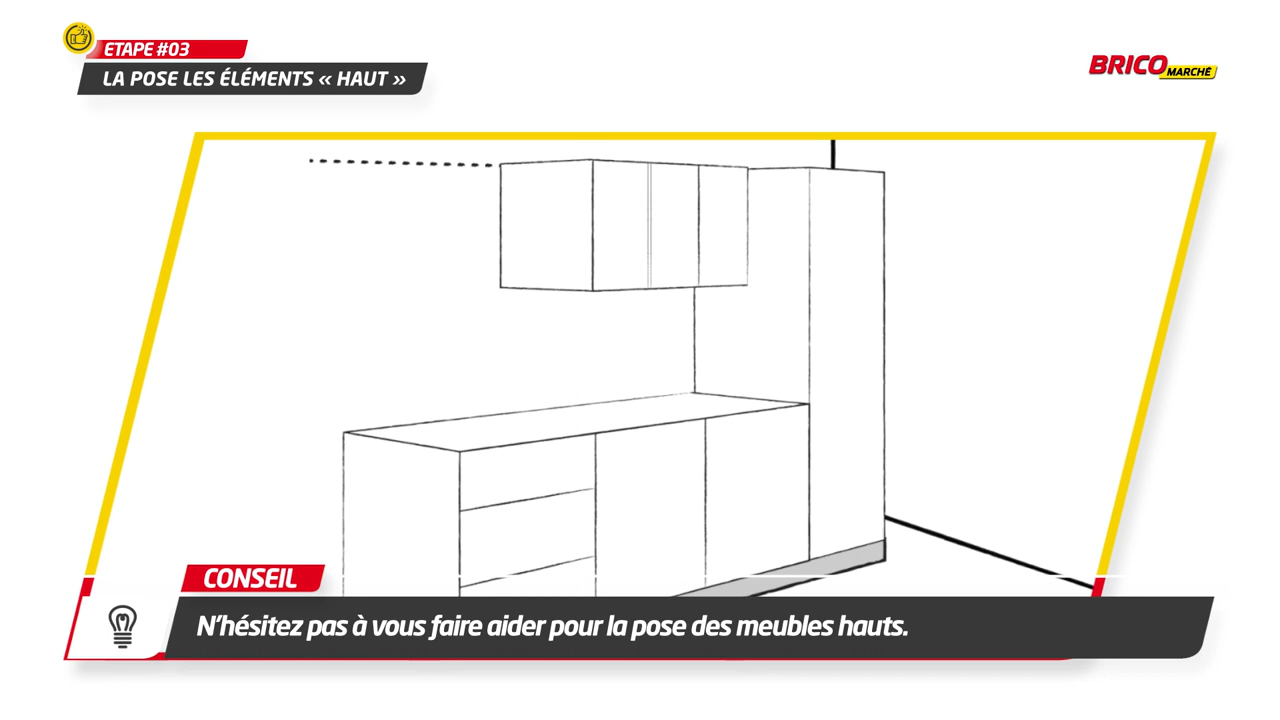 ETAPE #03
LA POSE LES ÉLÉMENTS « HAUT »
BRICO
MARCHÉ
CONSEIL
N'hésitez pas à vous faire aider pour la pose des meubles hauts.